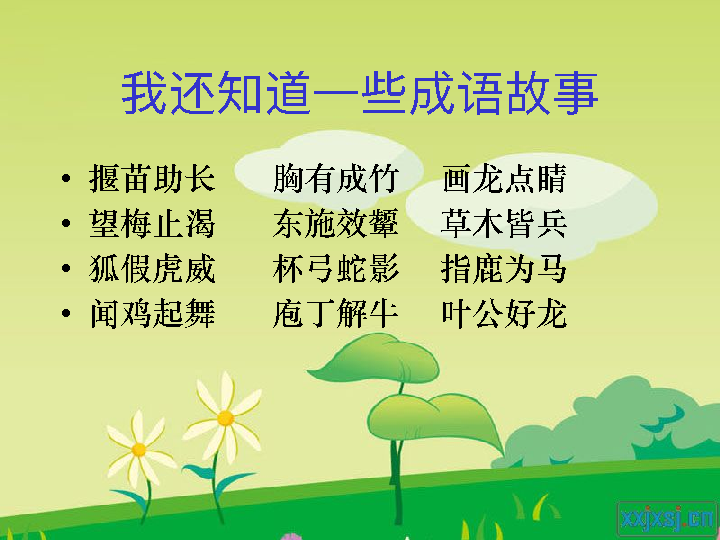 我还知道一些成语故事
• 揠苗助长 胸有成竹 画龙点睛
• 望梅止渴 东施效颦 草木皆兵
• 狐假虎威 杯弓蛇影 指鹿为马
• 闻鸡起舞 庖丁解牛 叶公好龙
xxjxsj.cn